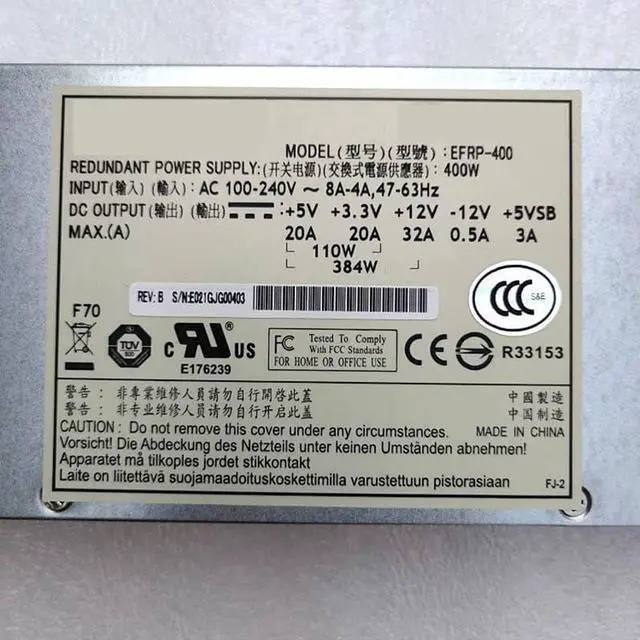 MODEL(型号)(型號) : EFRP-400
REDUNDANT POWER SUPPLY:(开关电源)(交換式電源供應器) : 400W
INPUT(输入) (輸入) : AC 100-240V ~ 8A-4A,47-63Hz
DC OUTPUT(输出) (輸出) +5V +3.3V +12V -12V +5VSB
MAX.(A) 20A 20A 32A 0.5A 3A
110W
384W
REV: B S/N:E021GJG00403
CCC S&E
F70
TÜV
c RU® US
E176239
FC Tested To Comply
With FCC Standards
FOR HOME OR OFFICE USE
CE
R33153
警告 : 非專業維修人員請勿自行開啓此蓋 中國製造
警告 : 非专业维修人员请勿自行开启此盖 中国制造
CAUTION : Do not remove this cover under any circumstances. MADE IN CHINA
Vorsicht! Die Abdeckung des Netzteils unter keinen Umständen abnehmen!
Apparatet må tilkoples jordet stikkontakt
Laite on liitettävä suojamaadoituskoskettimilla varustettuun pistorasiaan FJ-2